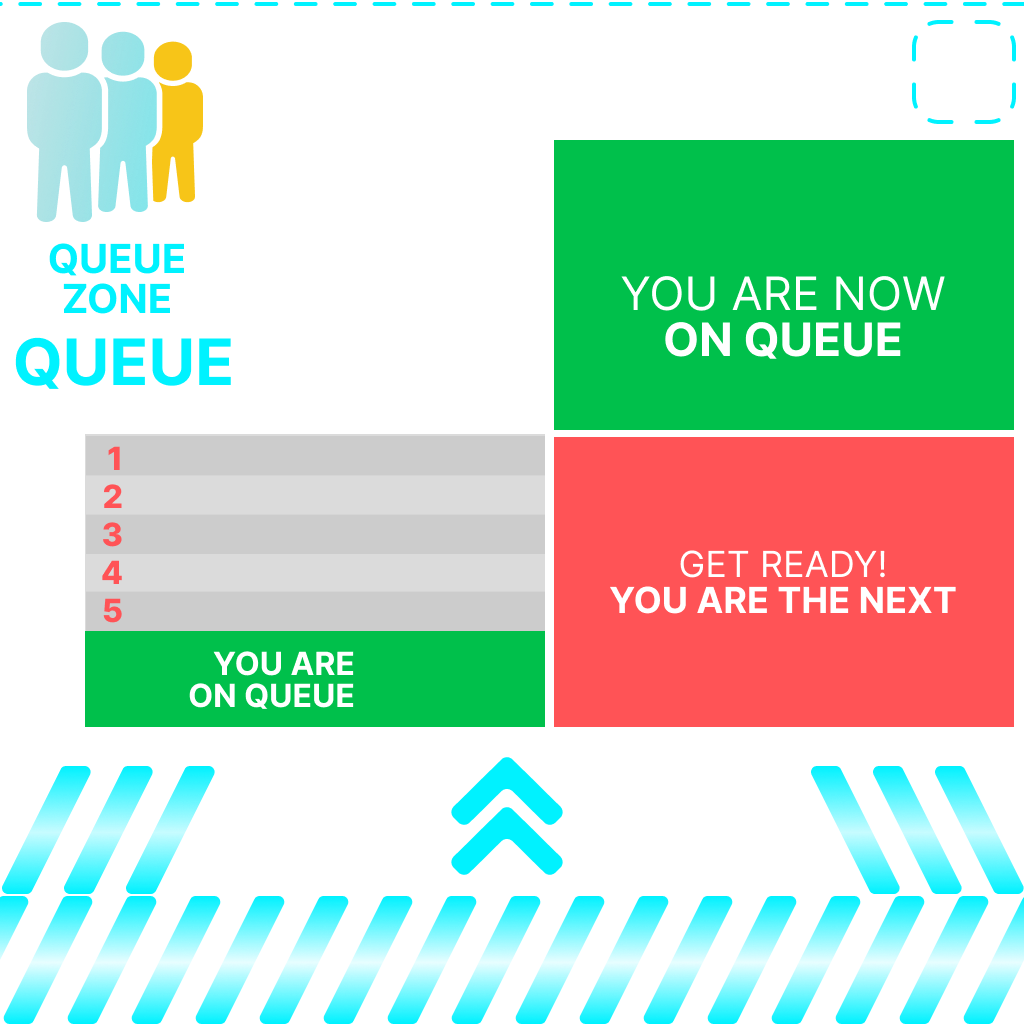 QUEUE
ZONE
QUEUE
YOU ARE NOW
ON QUEUE
1
2
3
4
5
YOU ARE
ON QUEUE
GET READY!
YOU ARE THE NEXT